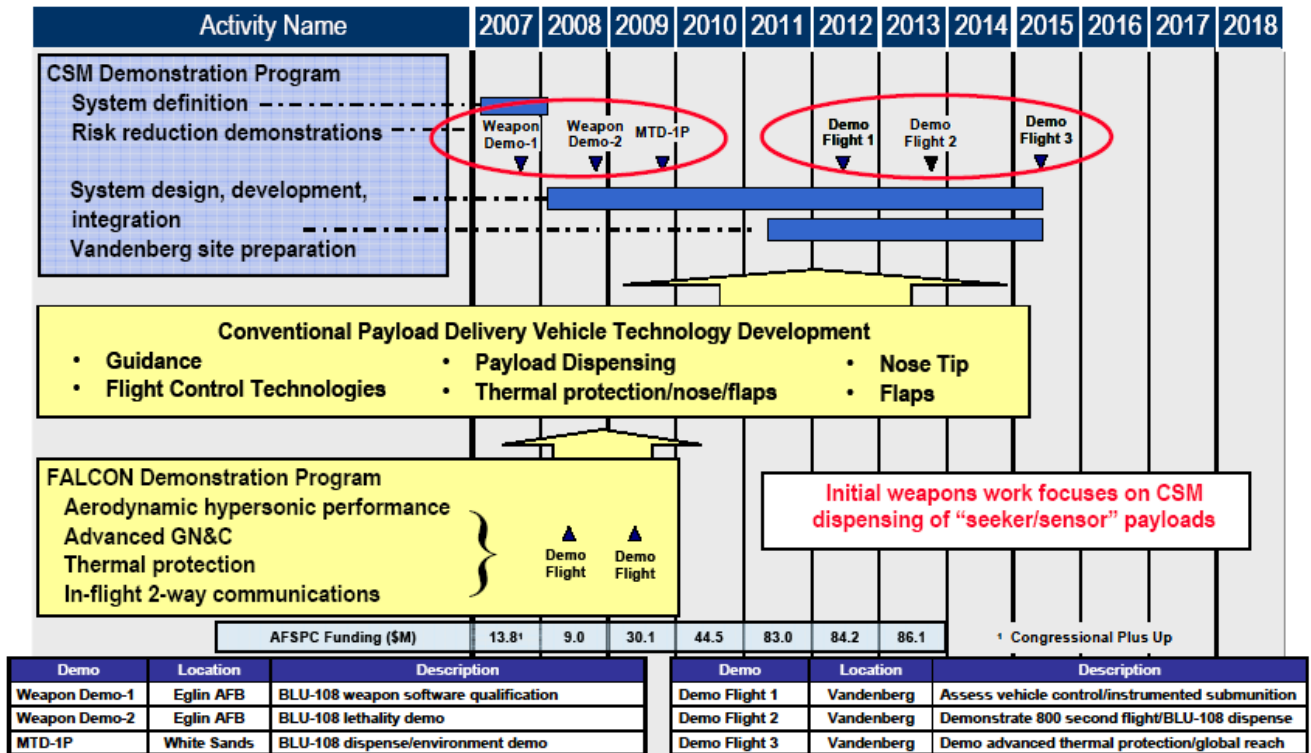 Activity Name 2007 2008 2009 2010 2011 2012 2013 2014 2015 2016 2017 2018
CSM Demonstration Program
System definition
Risk reduction demonstrations
Weapon
Demo-1
Weapon
Demo-2
MTD-1P
Demo
Flight 1
Demo
Flight 2
Demo
Flight 3
System design, development,
integration
Vandenberg site preparation
Conventional Payload Delivery Vehicle Technology Development
• Guidance
• Flight Control Technologies
• Payload Dispensing
• Thermal protection/nose/flaps
• Nose Tip
• Flaps
FALCON Demonstration Program
Aerodynamic hypersonic performance
Advanced GN&C
Thermal protection
In-flight 2-way communications
Demo
Flight
Demo
Flight
Initial weapons work focuses on CSM
dispensing of “seeker/sensor” payloads
AFSPC Funding ($M) 13.8¹ 9.0 30.1 44.5 83.0 84.2 86.1 ¹ Congressional Plus Up
Demo Location Description
Weapon Demo-1 Eglin AFB BLU-108 weapon software qualification
Weapon Demo-2 Eglin AFB BLU-108 lethality demo
MTD-1P White Sands BLU-108 dispense/environment demo
Demo Location Description
Demo Flight 1 Vandenberg Assess vehicle control/instrumented submunition
Demo Flight 2 Vandenberg Demonstrate 800 second flight/BLU-108 dispense
Demo Flight 3 Vandenberg Demo advanced thermal protection/global reach